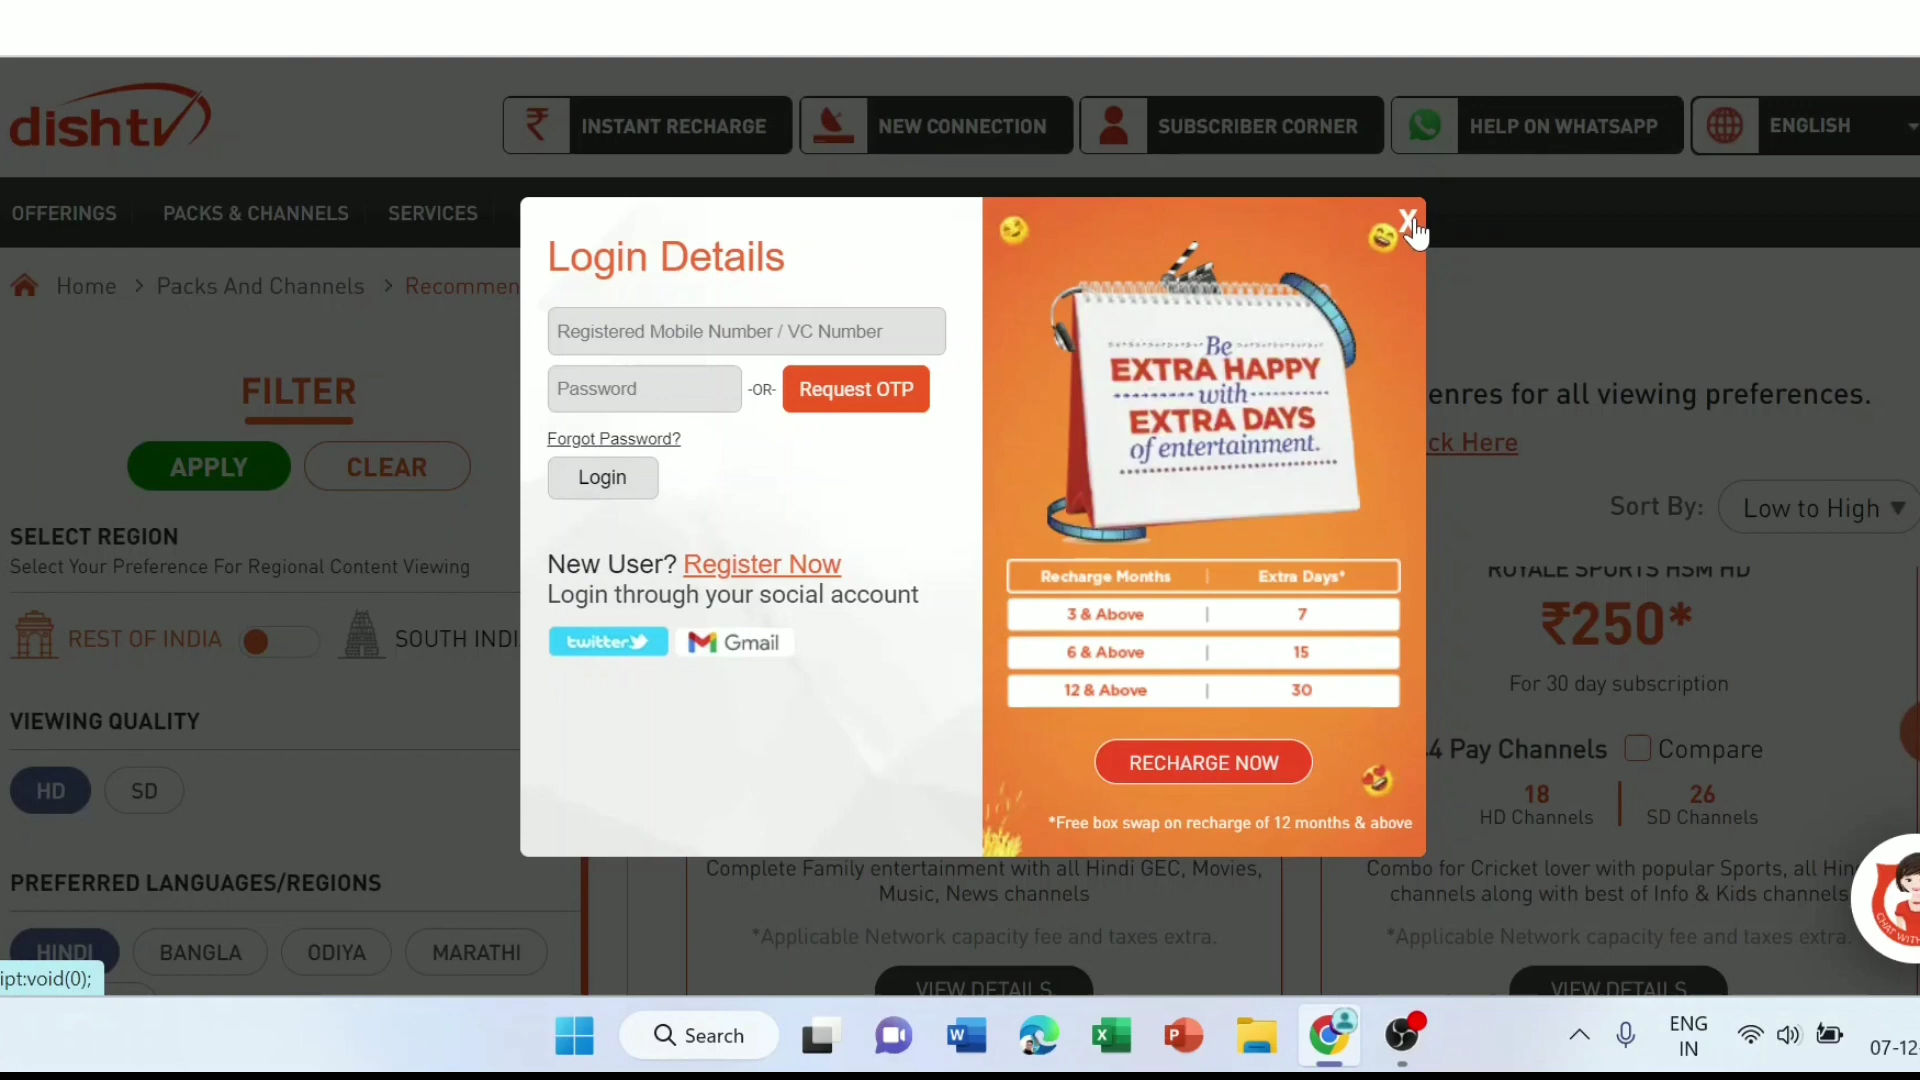 dishtv
INSTANT RECHARGE
NEW CONNECTION
SUBSCRIBER CORNER
HELP ON WHATSAPP
ENGLISH
OFFERINGS
PACKS & CHANNELS
SERVICES
Home > Packs And Channels > Recommen
FILTER
APPLY
CLEAR
SELECT REGION
Select Your Preference For Regional Content Viewing
REST OF INDIA
SOUTH INDI
VIEWING QUALITY
HD
SD
PREFERRED LANGUAGES/REGIONS
HINDI
BANGLA
ODIYA
MARATHI
ipt:void(0);
Login Details
Registered Mobile Number / VC Number
Password
-OR-
Request OTP
Forgot Password?
Login
New User? Register Now
Login through your social account
twitter
Gmail
X
Be
EXTRA HAPPY
with
EXTRA DAYS
of entertainment.
Recharge Months | Extra Days*
3 & Above | 7
6 & Above | 15
12 & Above | 30
RECHARGE NOW
*Free box swap on recharge of 12 months & above
enres for all viewing preferences.
ck Here
Sort By:
Low to High
ROYALE SPORTS HSM HD
₹250*
For 30 day subscription
4 Pay Channels
Compare
18
HD Channels
26
SD Channels
Complete Family entertainment with all Hindi GEC, Movies,
Music, News channels
*Applicable Network capacity fee and taxes extra.
VIEW DETAILS
Combo for Cricket lover with popular Sports, all Hin
channels along with best of Info & Kids channels
*Applicable Network capacity fee and taxes extra.
VIEW DETAILS
CHAT WITH
Search
ENG
IN
07-12